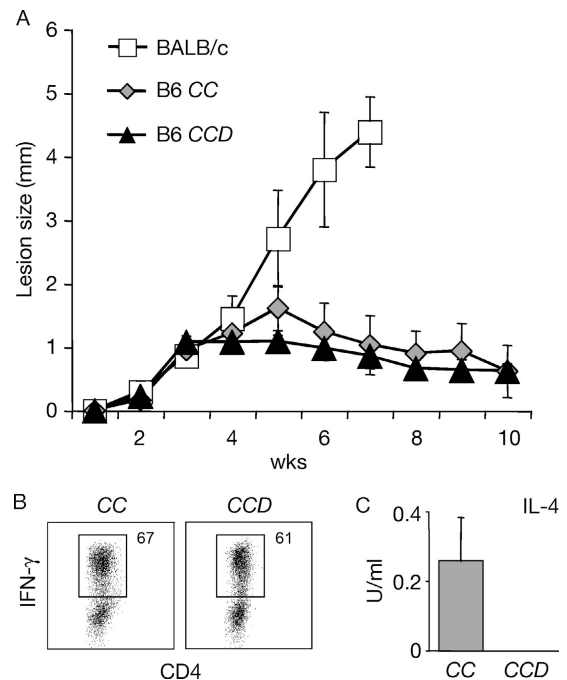 A
6
5
4
3
2
1
0
Lesion size (mm)
BALB/c
B6 CC
B6 CCD
2 4 6 8 10
wks
B
CC CCD
67 61
IFN-γ
CD4
C
IL-4
0.4
0.2
0
U/ml
CC CCD